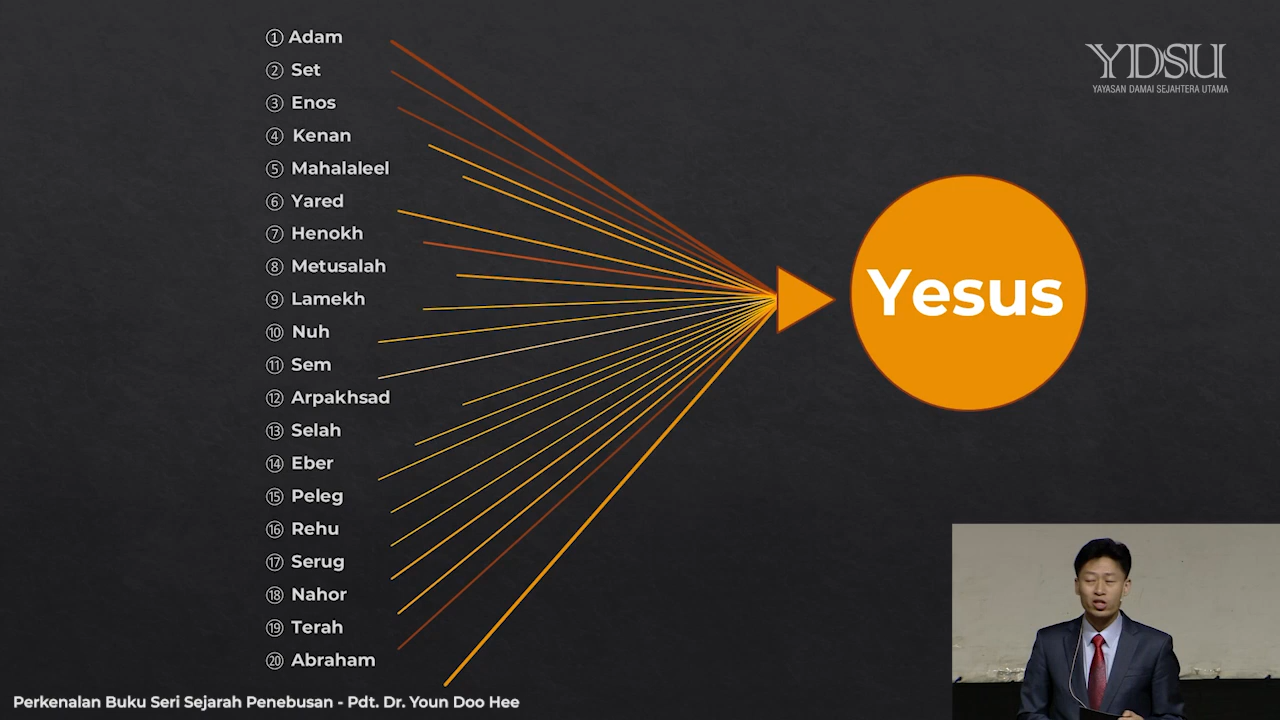 ① Adam
② Set
③ Enos
④ Kenan
⑤ Mahalaleel
⑥ Yared
⑦ Henokh
⑧ Metusalah
⑨ Lamekh
⑩ Nuh
⑪ Sem
⑫ Arpakhsad
⑬ Selah
⑭ Eber
⑮ Peleg
⑯ Rehu
⑰ Serug
⑱ Nahor
⑲ Terah
⑳ Abraham
Yesus
YDSU
YAYASAN DAMAI SEJAHTERA UTAMA
Perkenalan Buku Seri Sejarah Penebusan - Pdt. Dr. Youn Doo Hee